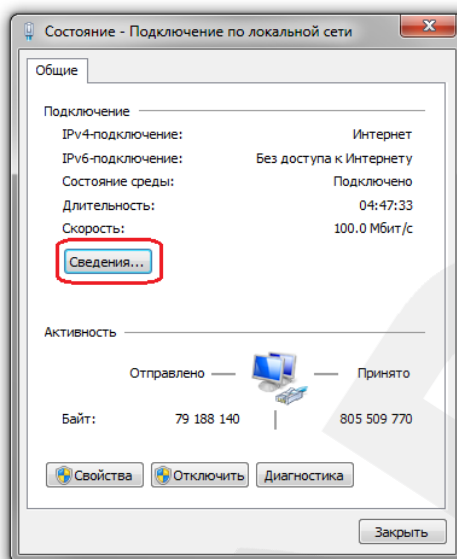 Состояние - Подключение по локальной сети
Общие
Подключение
IPv4-подключение: Интернет
IPv6-подключение: Без доступа к Интернету
Состояние среды: Подключено
Длительность: 04:47:33
Скорость: 100.0 Мбит/с
Сведения...
Активность
Отправлено — Принято
Байт: 79 188 140 805 509 770
Свойства Отключить Диагностика
Закрыть